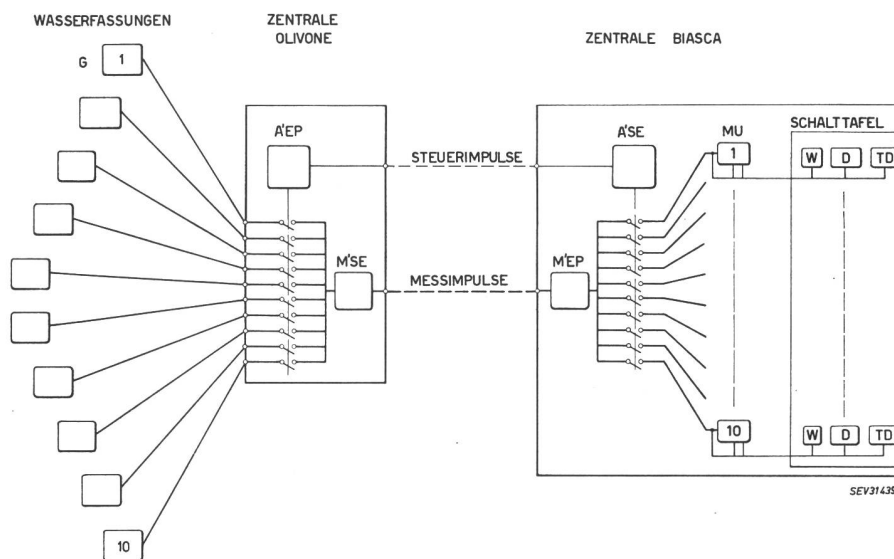 WASSERFASSUNGEN
ZENTRALE
OLIVONE
ZENTRALE BIASCA
G
1
A'EP
STEUERIMPULSE
A'SE
MU
SCHALTTAFEL
1
W
D
TD
M'SE
MESSIMPULSE
M'EP
10
W
D
TD
10
SEV31439